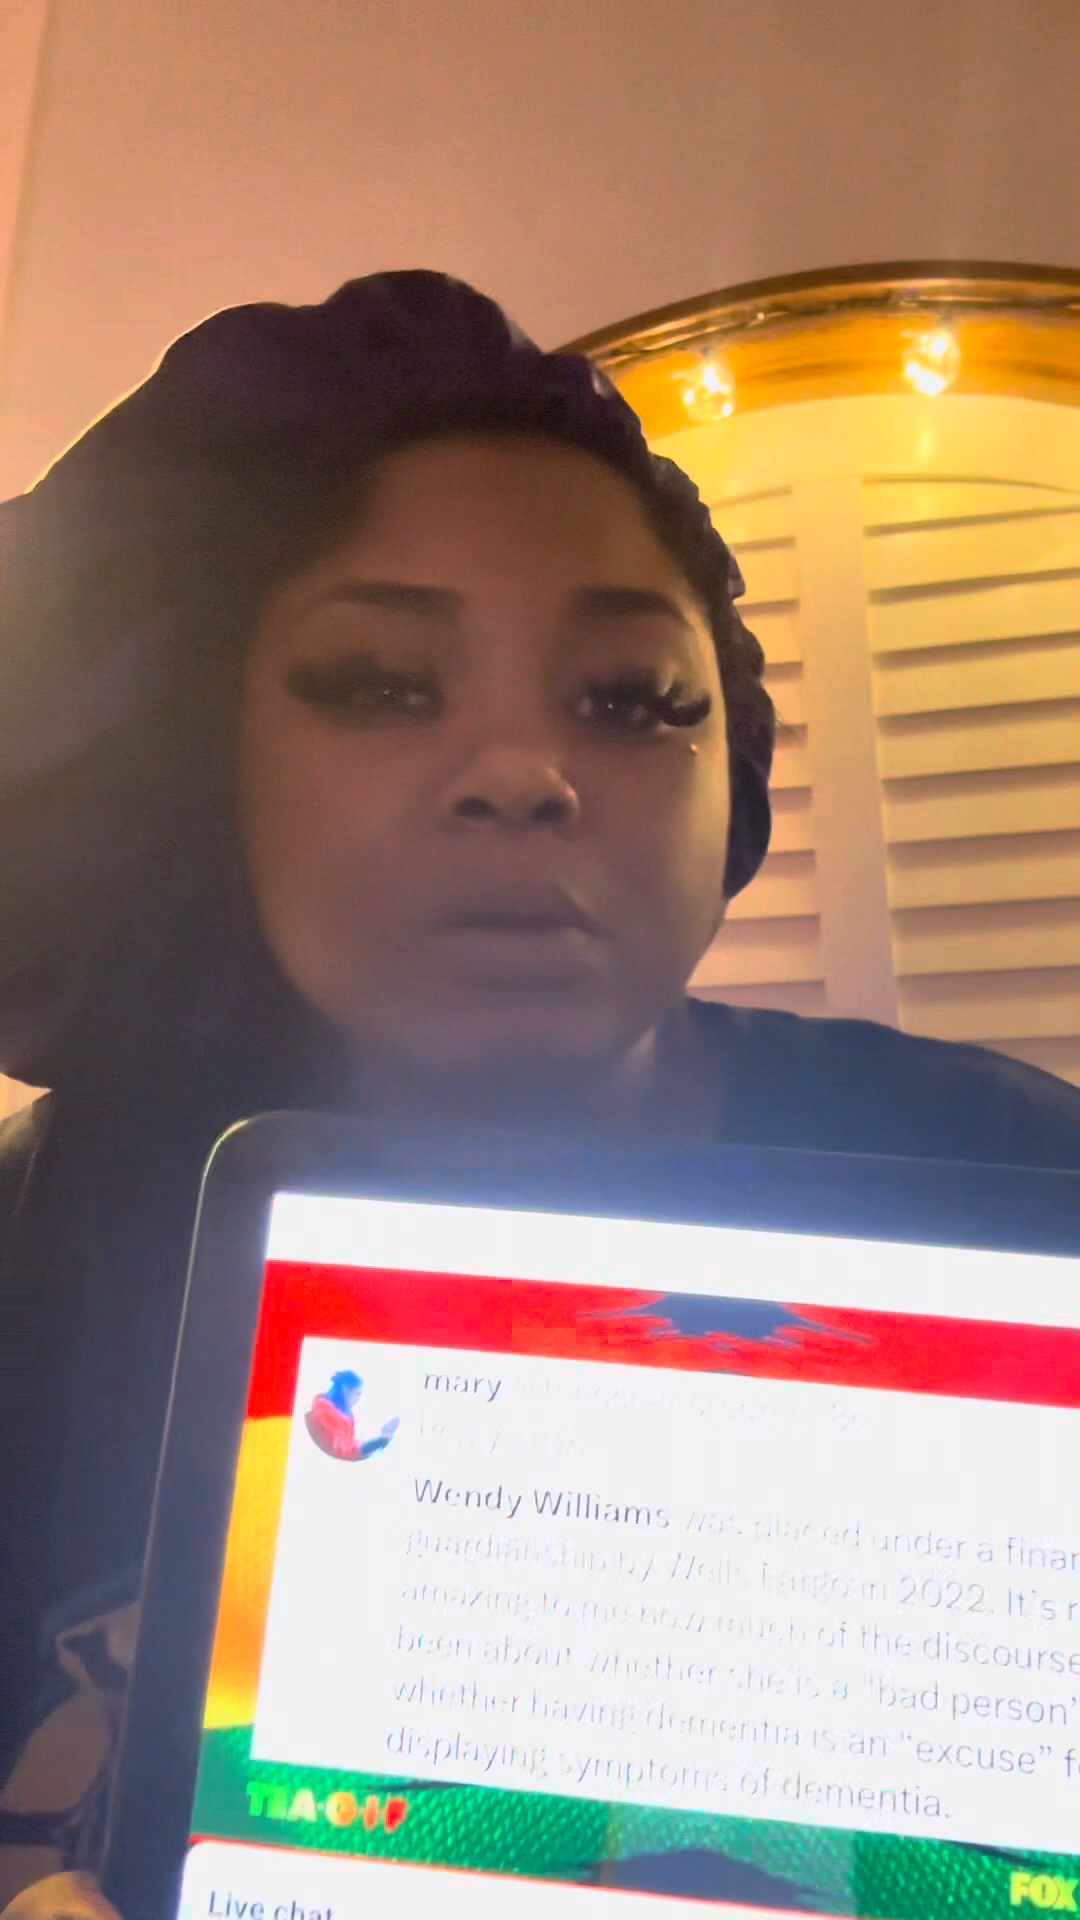 mary
Wendy Williams was placed under a finan
guardianship by Wells Fargo in 2022. It's r
amazing to me how much of the discourse
been about whether she is a "bad person"
whether having dementia is an "excuse" f
displaying symptoms of dementia.
TEA·G·I·F
FOX
Live chat